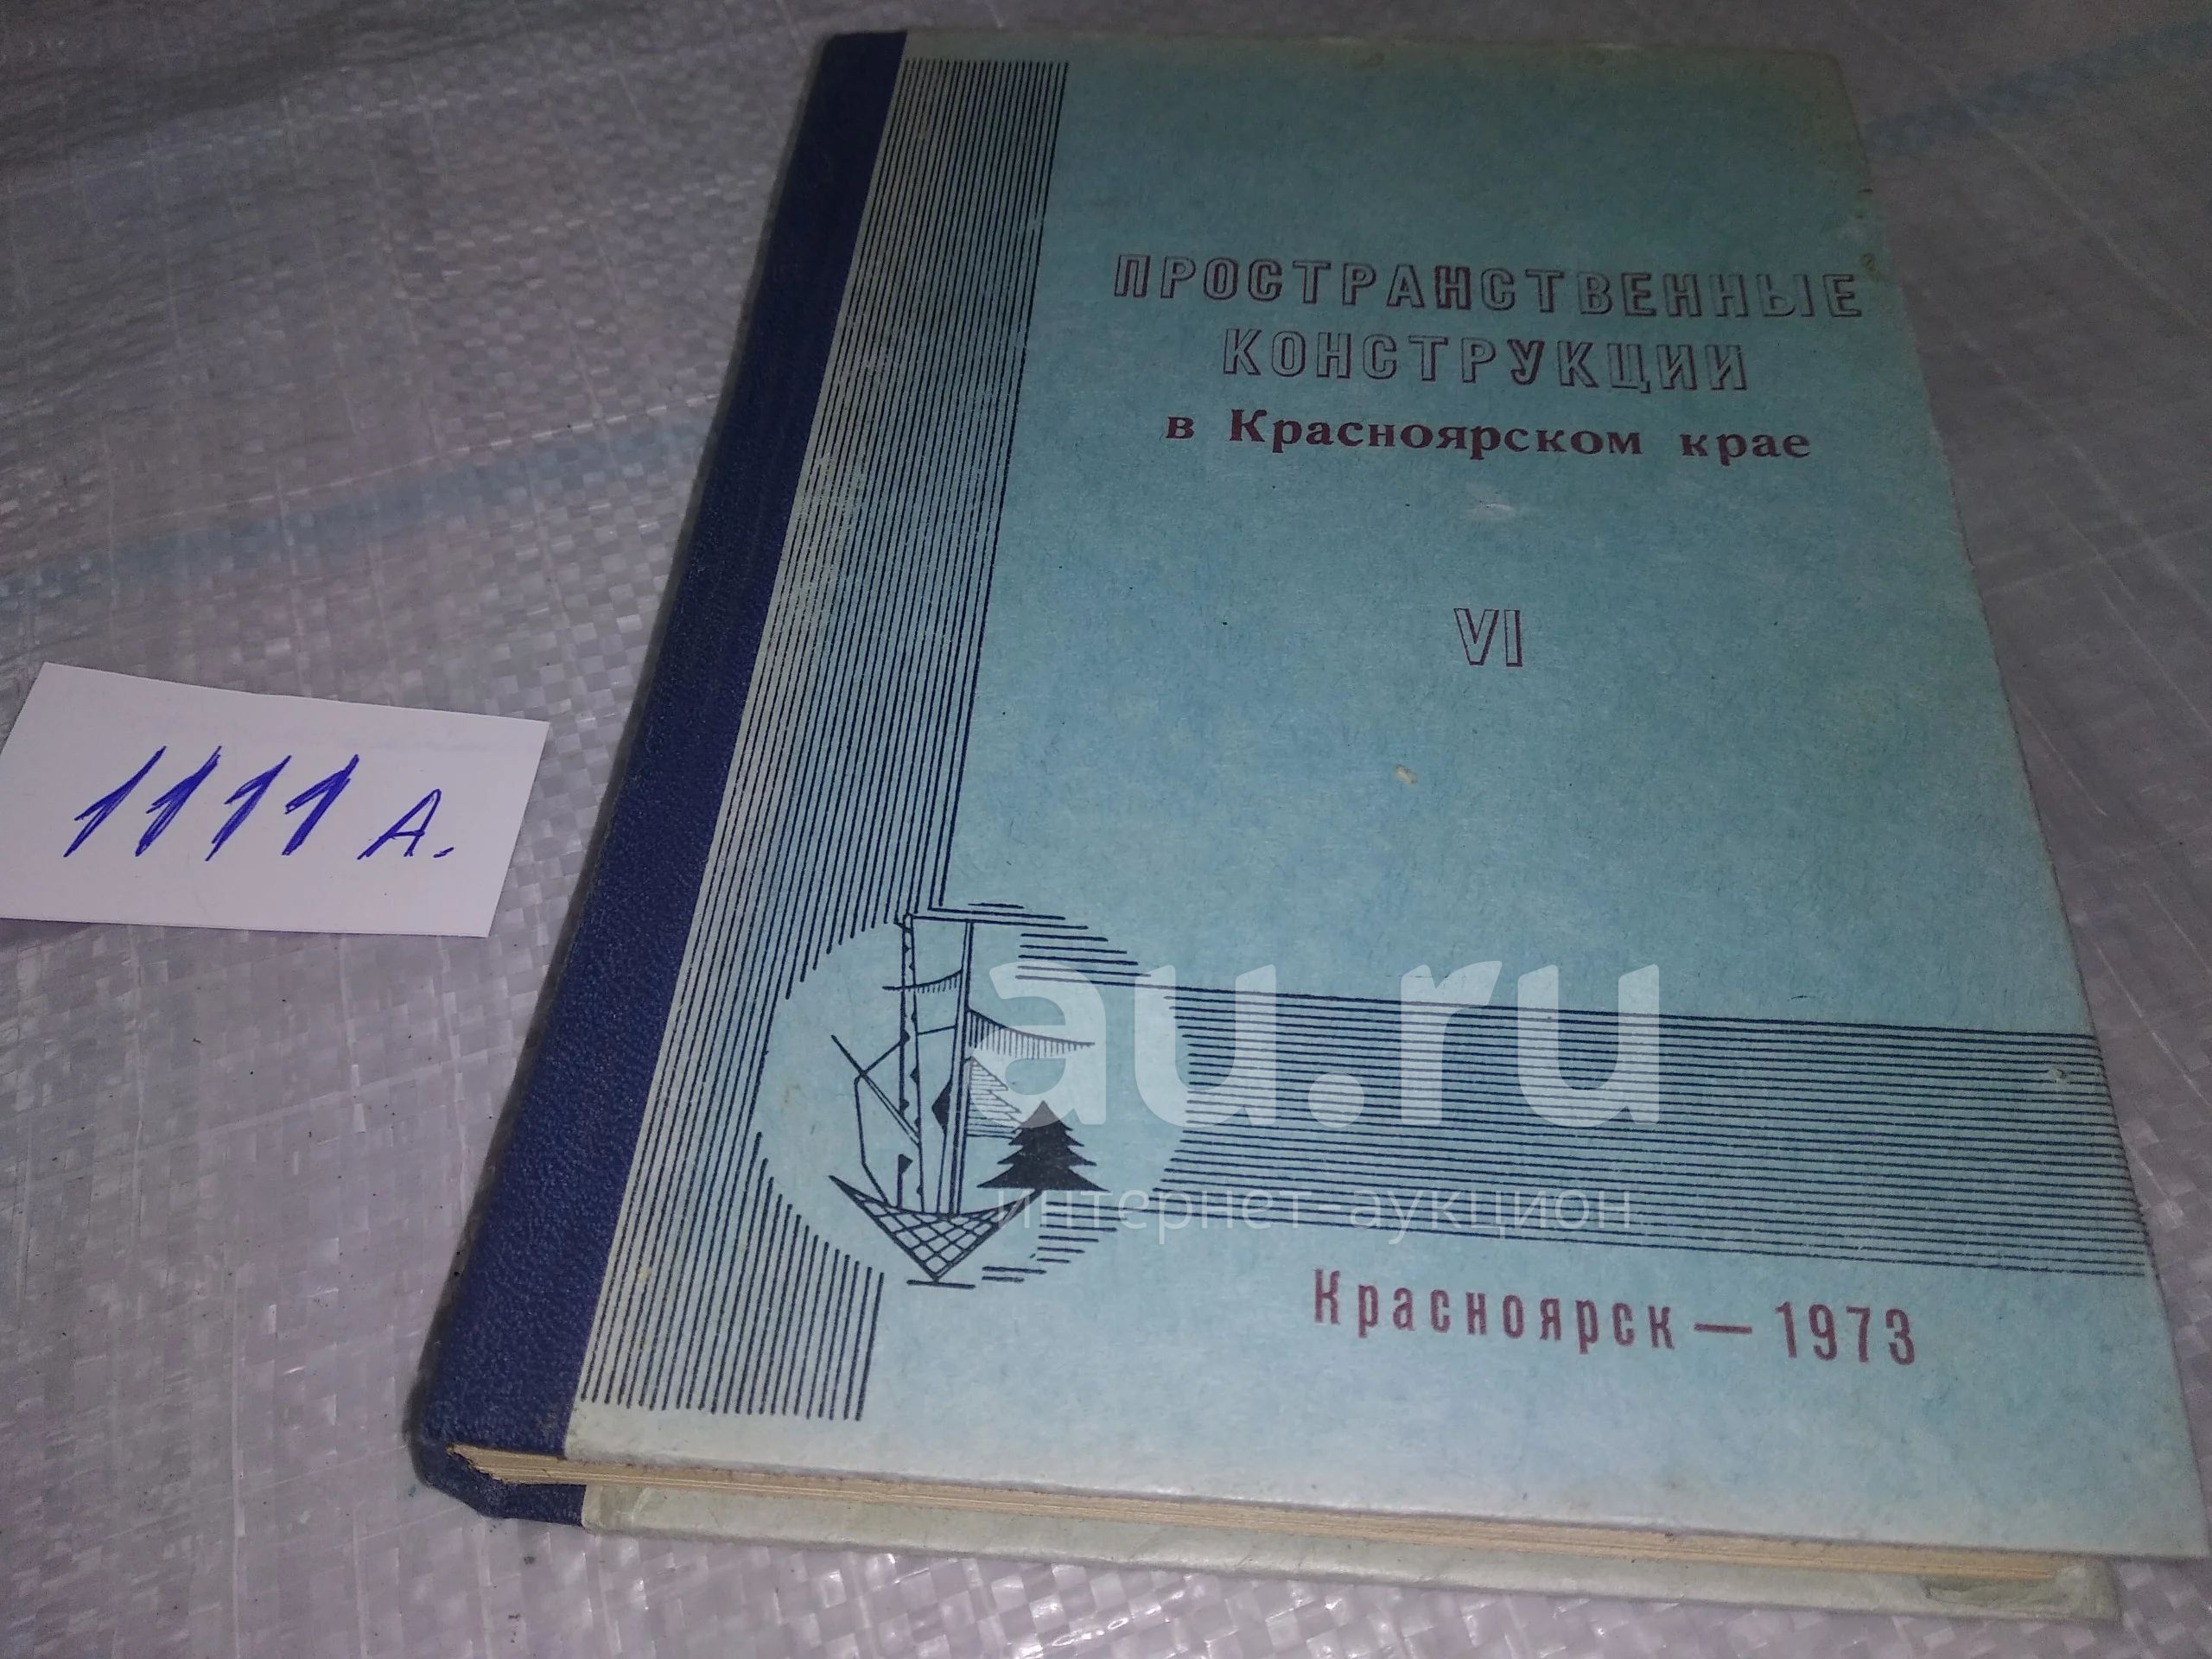 ПРОСТРАНСТВЕННЫЕ
КОНСТРУКЦИИ
в Красноярском крае
VI
1111 А.
au.ru
интернет-аукцион
Красноярск — 1973